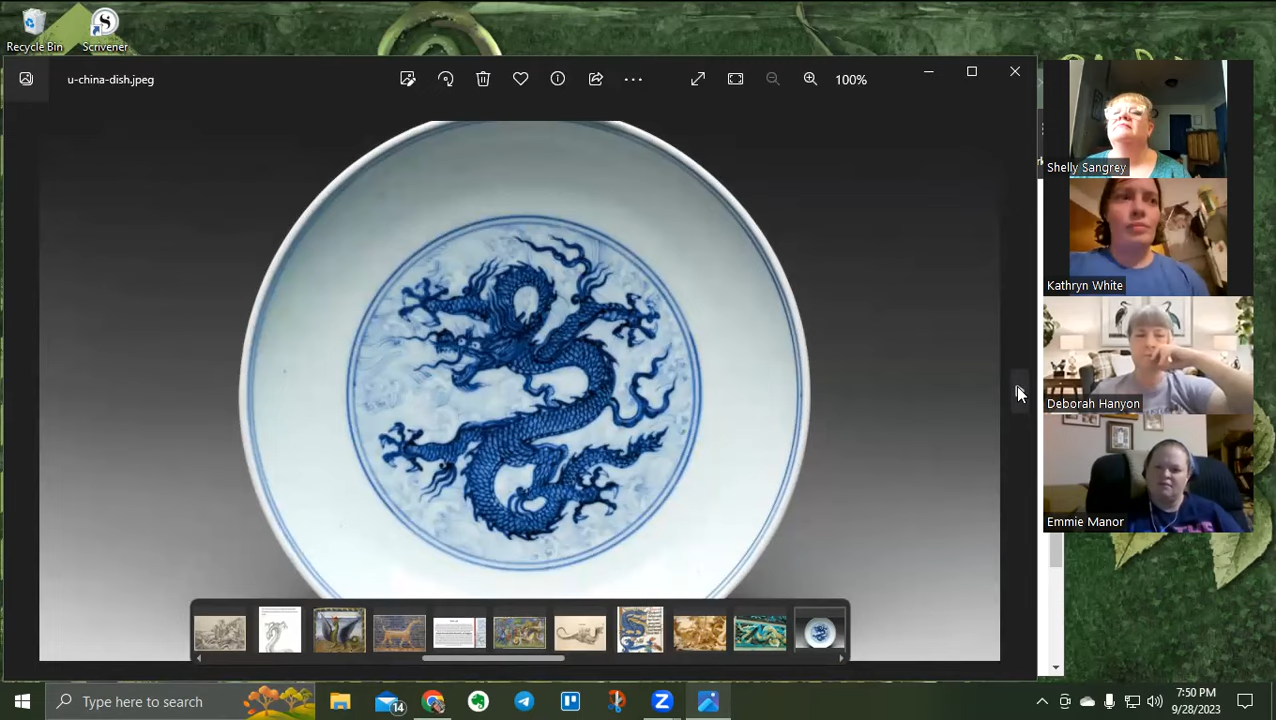 Recycle Bin
Scrivener
u-china-dish.jpeg
100%
Shelly Sangrey
Kathryn White
Deborah Hanyon
Emmie Manor
Type here to search
14
7:50 PM
9/28/2023